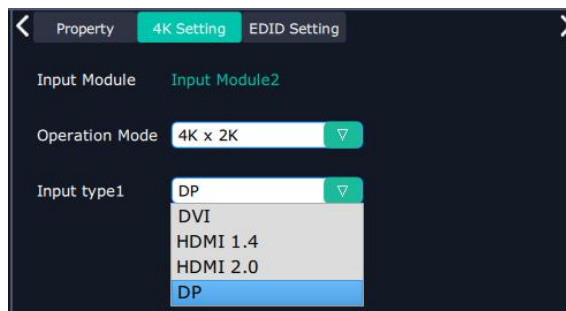 Property 4K Setting EDID Setting
Input Module Input Module2
Operation Mode 4K x 2K
Input type1 DP
DVI
HDMI 1.4
HDMI 2.0
DP